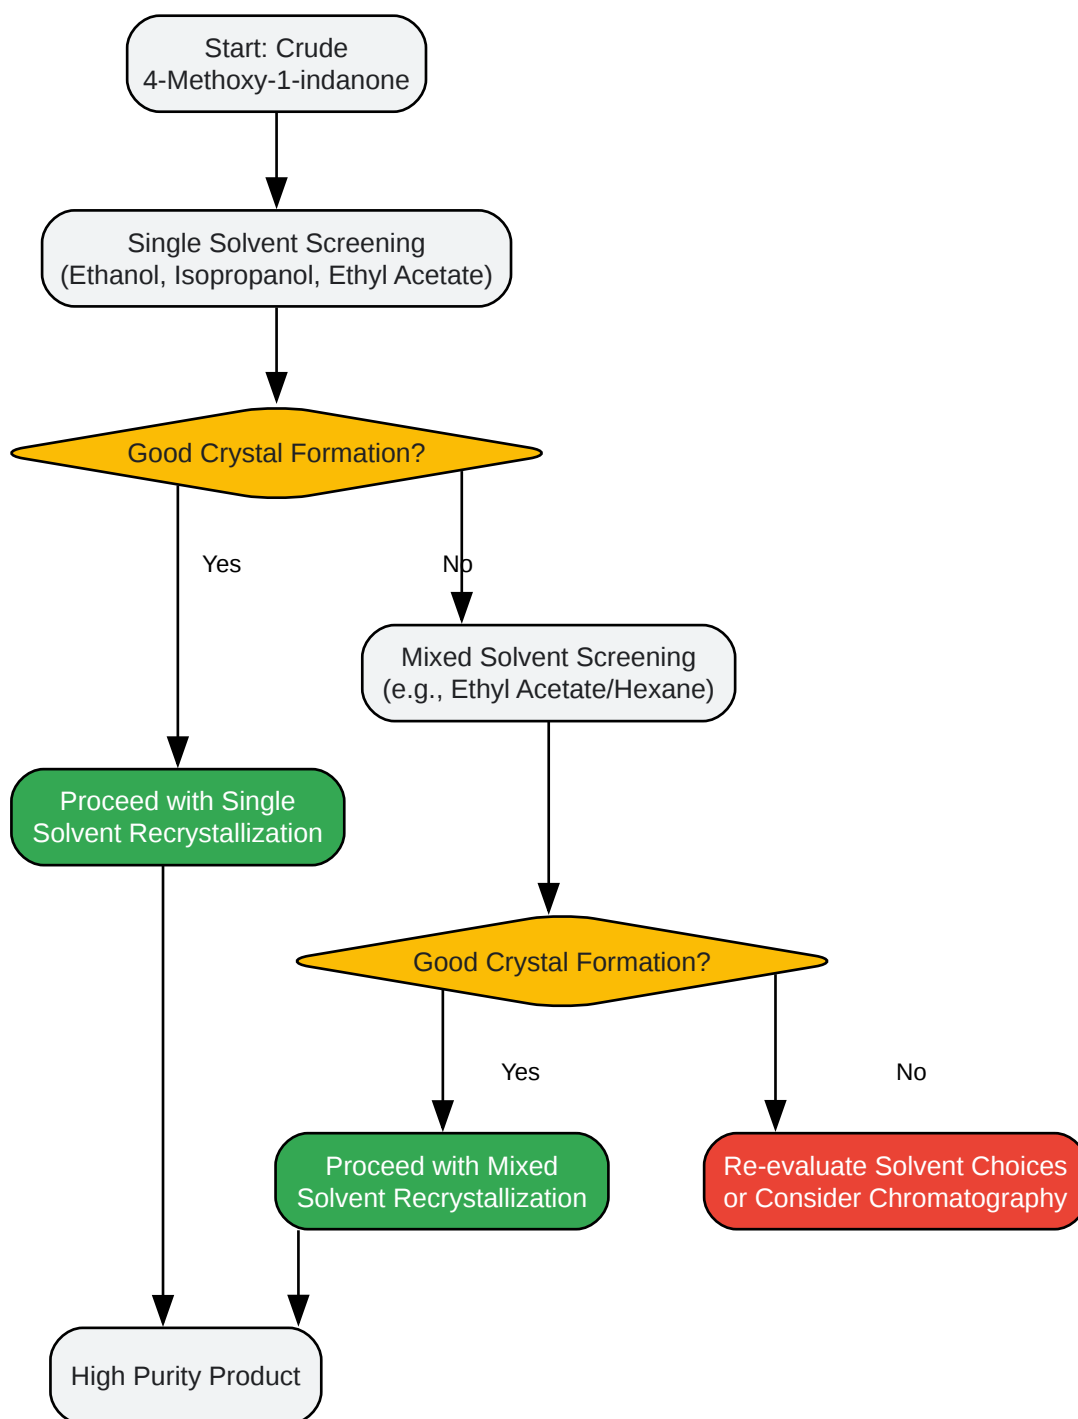 Start: Crude
4-Methoxy-1-indanone
Single Solvent Screening
(Ethanol, Isopropanol, Ethyl Acetate)
Good Crystal Formation?
Yes
No
Mixed Solvent Screening
(e.g., Ethyl Acetate/Hexane)
Proceed with Single
Solvent Recrystallization
Good Crystal Formation?
Yes
No
Proceed with Mixed
Solvent Recrystallization
Re-evaluate Solvent Choices
or Consider Chromatography
High Purity Product